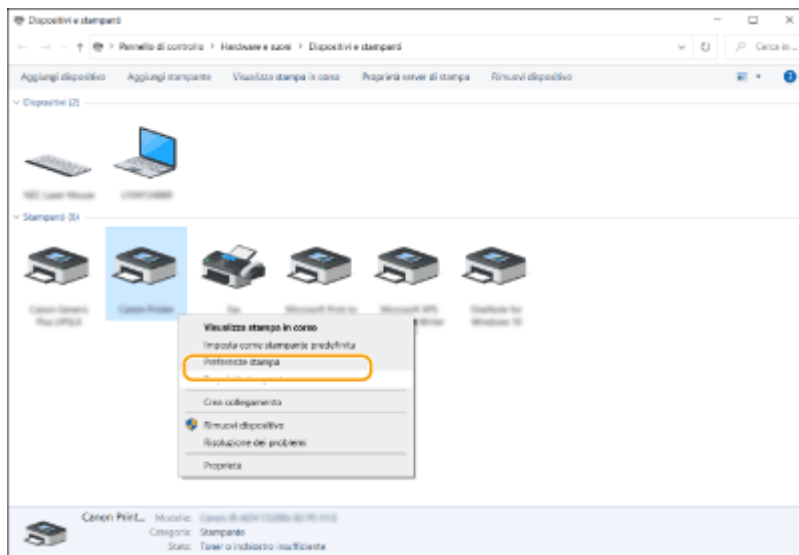 Dispositivi e stampanti
Pannello di controllo > Hardware e suoni > Dispositivi e stampanti
Cerca in...
Aggiungi dispositivo Aggiungi stampante Visualizza stampa in corso Proprietà server di stampa Rimuovi dispositivo
Dispositivi (2)
Stampanti (6)
Canon Printer
Visualizza stampa in corso
Imposta come stampante predefinita
Preferenze stampa
Crea collegamento
Rimuovi dispositivo
Risoluzione dei problemi
Proprietà
Canon Print... Modello:
Categoria: Stampante
Stato: Toner o inchiostro insufficiente